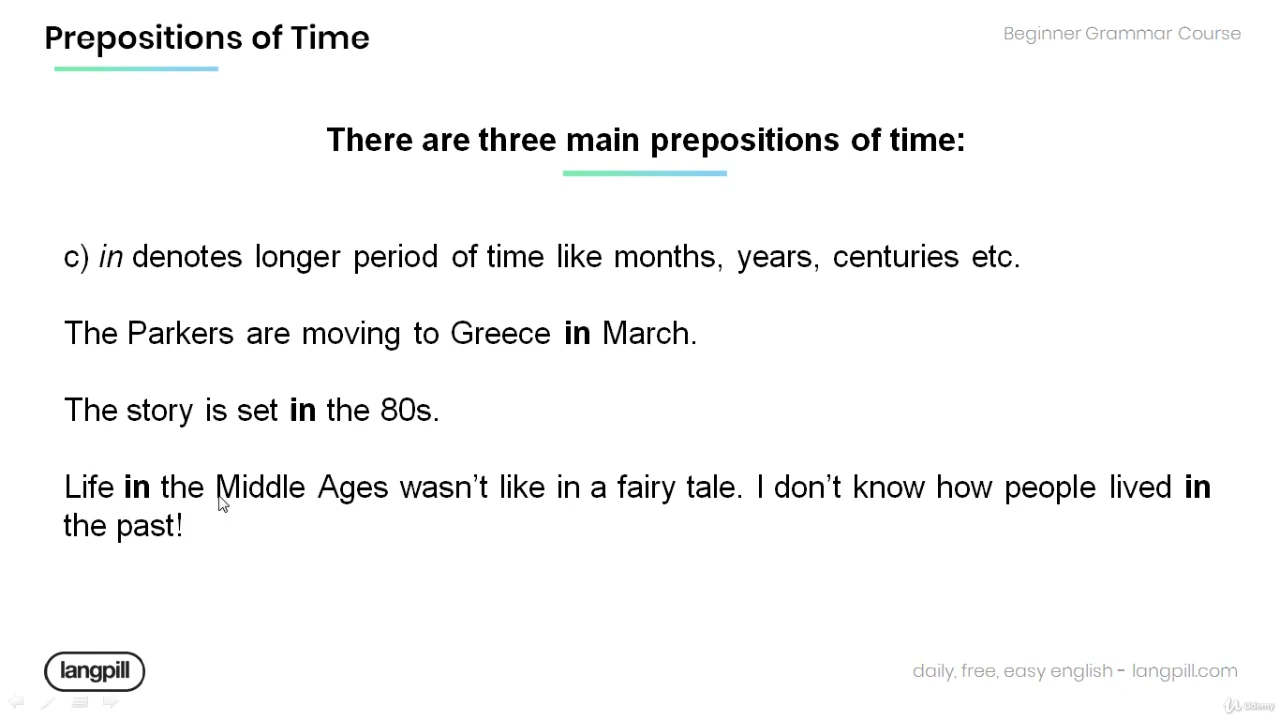 Prepositions of Time
Beginner Grammar Course
There are three main prepositions of time:
c) in denotes longer period of time like months, years, centuries etc.
The Parkers are moving to Greece in March.
The story is set in the 80s.
Life in the Middle Ages wasn't like in a fairy tale. I don't know how people lived in
the past!
langpill
daily, free, easy english - langpill.com
Udemy